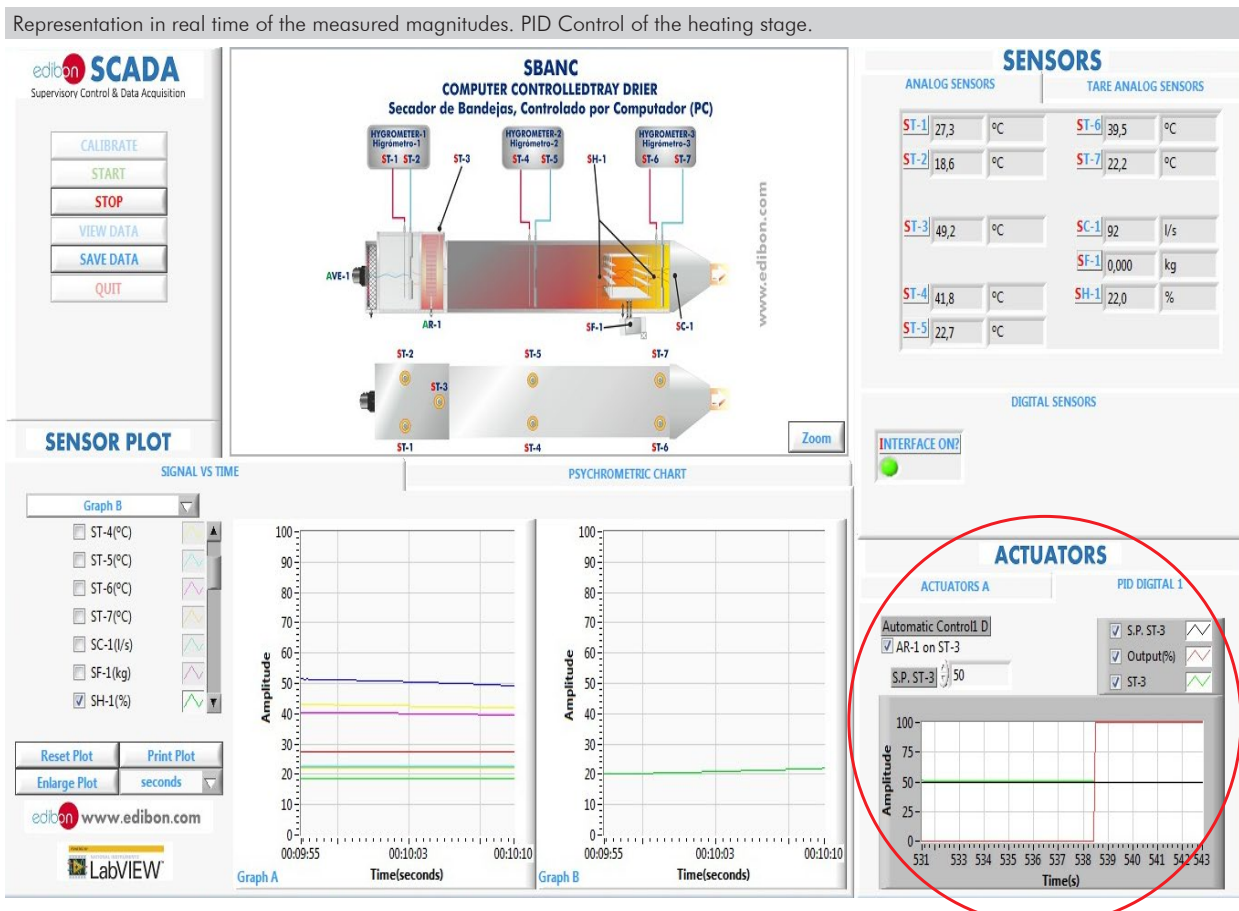 Representation in real time of the measured magnitudes. PID Control of the heating stage.
edibon SCADA
Supervisory Control & Data Acquisition
CALIBRATE
START
STOP
VIEW DATA
SAVE DATA
QUIT
SBANC
COMPUTER CONTROLLEDTRAY DRIER
Secador de Bandejas, Controlado por Computador (PC)
HYGROMETER-1
Higrómetro-1
ST-1 ST-2
ST-3
HYGROMETER-2
Higrómetro-2
ST-4 ST-5
SH-1
HYGROMETER-3
Higrómetro-3
ST-6 ST-7
AVE-1
AR-1
SF-1
SC-1
www.edibon.com
ST-2
ST-5
ST-7
ST-3
ST-1
ST-4
ST-6
Zoom
SENSORS
ANALOG SENSORS
TARE ANALOG SENSORS
ST-1 27,3 ºC
ST-6 39,5 ºC
ST-2 18,6 ºC
ST-7 22,2 ºC
ST-3 49,2 ºC
SC-1 92 l/s
SF-1 0,000 kg
ST-4 41,8 ºC
SH-1 22,0 %
ST-5 22,7 ºC
DIGITAL SENSORS
INTERFACE ON?
SENSOR PLOT
SIGNAL VS TIME
PSYCHROMETRIC CHART
Graph B
ST-4(ºC)
ST-5(ºC)
ST-6(ºC)
ST-7(ºC)
SC-1(l/s)
SF-1(kg)
SH-1(%)
Reset Plot
Print Plot
Enlarge Plot
seconds
edibon www.edibon.com
LabVIEW
Amplitude
100
90
80
70
60
50
40
30
20
10
0
00:09:55 00:10:03 00:10:10
Graph A
Time(seconds)
Amplitude
100
90
80
70
60
50
40
30
20
10
0
00:09:55 00:10:03 00:10:10
Graph B
Time(seconds)
ACTUATORS
ACTUATORS A
PID DIGITAL 1
Automatic Control1 D
AR-1 on ST-3
S.P. ST-3 50
S.P. ST-3
Output(%)
ST-3
Amplitude
100
75
50
25
0
531 533 534 535 536 537 538 539 540 541 542 543
Time(s)